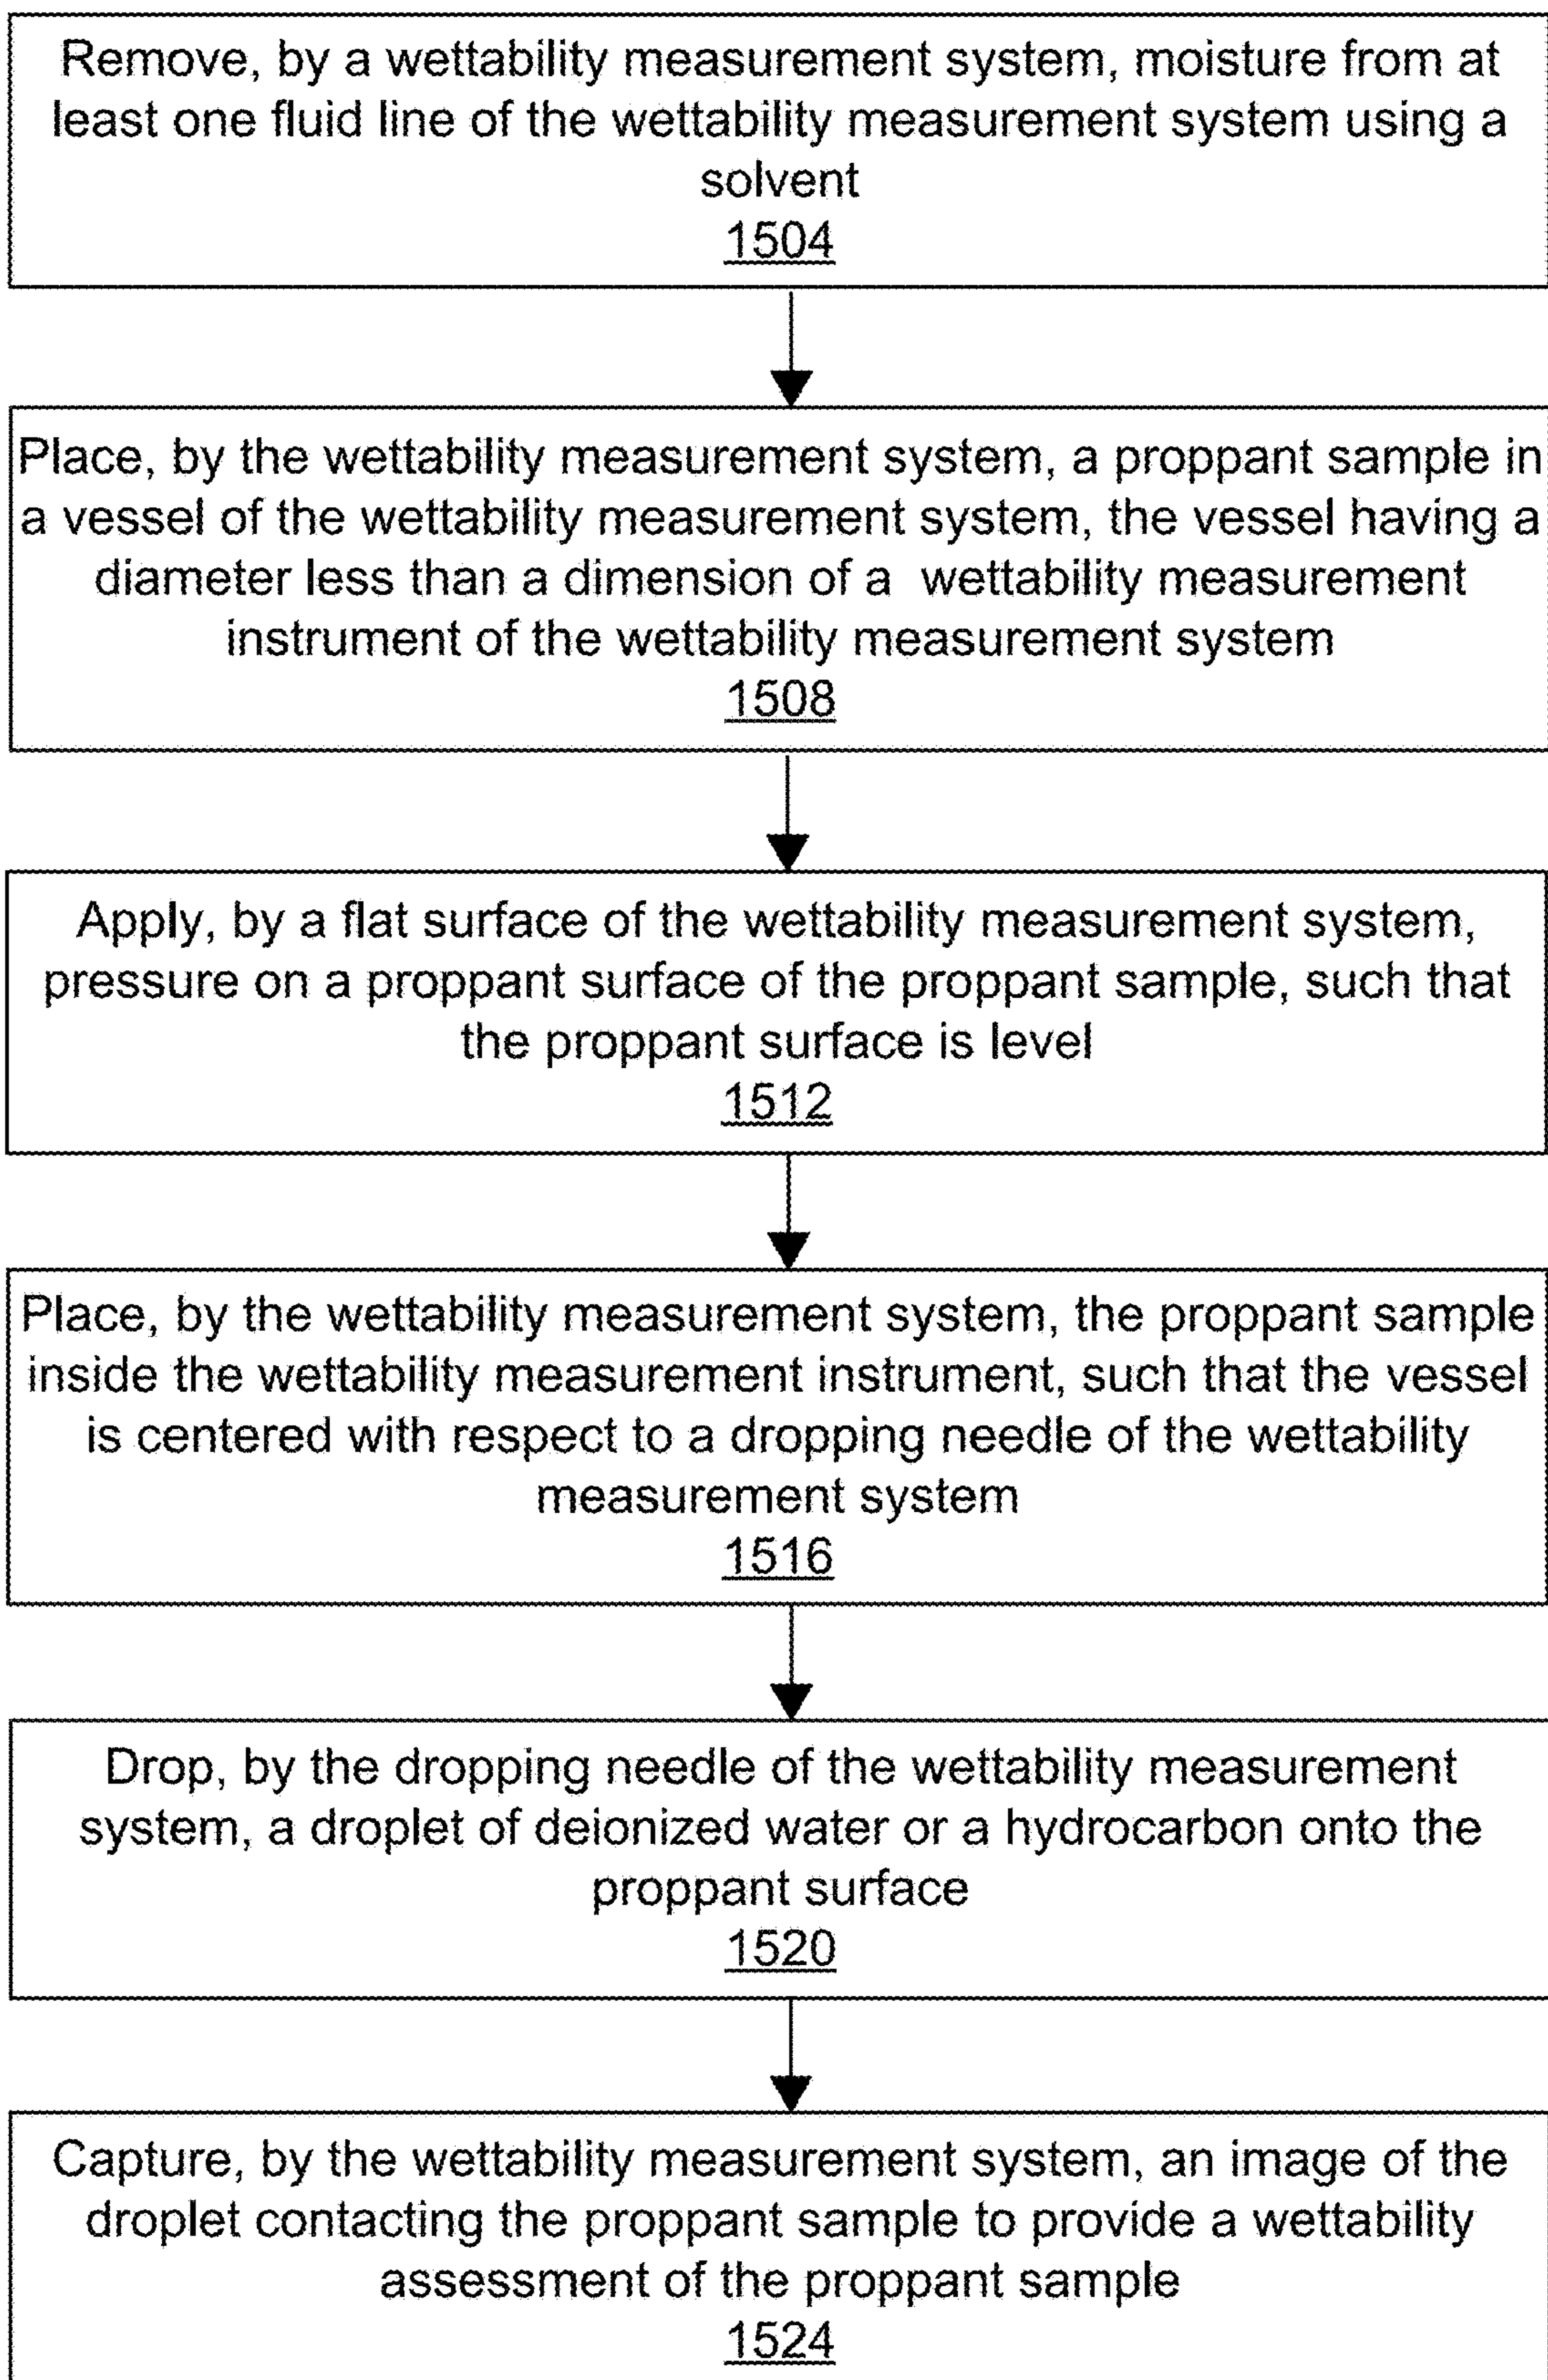 Remove, by a wettability measurement system, moisture from at
least one fluid line of the wettability measurement system using a
solvent
1504
Place, by the wettability measurement system, a proppant sample in
a vessel of the wettability measurement system, the vessel having a
diameter less than a dimension of a wettability measurement
instrument of the wettability measurement system
1508
Apply, by a flat surface of the wettability measurement system,
pressure on a proppant surface of the proppant sample, such that
the proppant surface is level
1512
Place, by the wettability measurement system, the proppant sample
inside the wettability measurement instrument, such that the vessel
is centered with respect to a dropping needle of the wettability
measurement system
1516
Drop, by the dropping needle of the wettability measurement
system, a droplet of deionized water or a hydrocarbon onto the
proppant surface
1520
Capture, by the wettability measurement system, an image of the
droplet contacting the proppant sample to provide a wettability
assessment of the proppant sample
1524